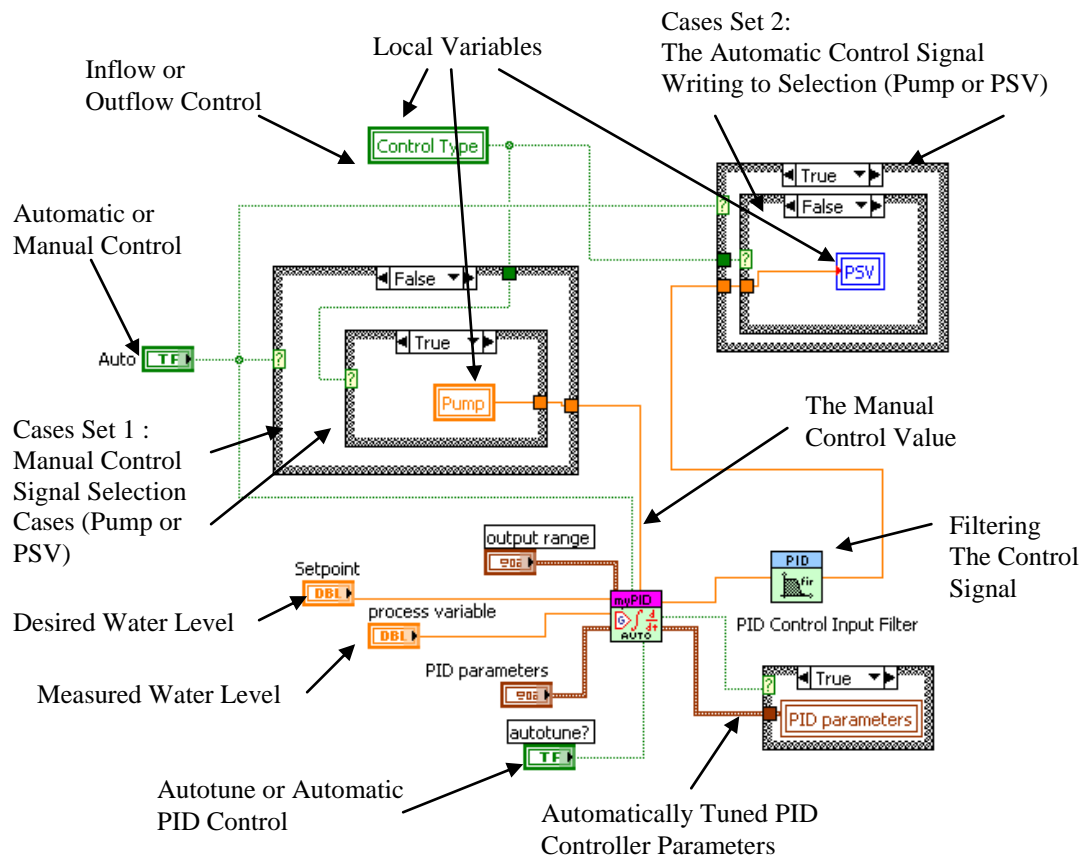 Cases Set 2:
The Automatic Control Signal
Writing to Selection (Pump or PSV)
Local Variables
Inflow or
Outflow Control
Control Type
True
False
?
?
PSV
Automatic or
Manual Control
False
True
Auto
TF
?
?
Pump
The Manual
Control Value
Cases Set 1 :
Manual Control
Signal Selection
Cases (Pump or
PSV)
output range
Filtering
The Control
Signal
PID
fir
PID Control Input Filter
Setpoint
DBL
Desired Water Level
process variable
DBL
myPID
G
AUTO
Measured Water Level
PID parameters
True
?
PID parameters
autotune?
TF
Autotune or Automatic
PID Control
Automatically Tuned PID
Controller Parameters